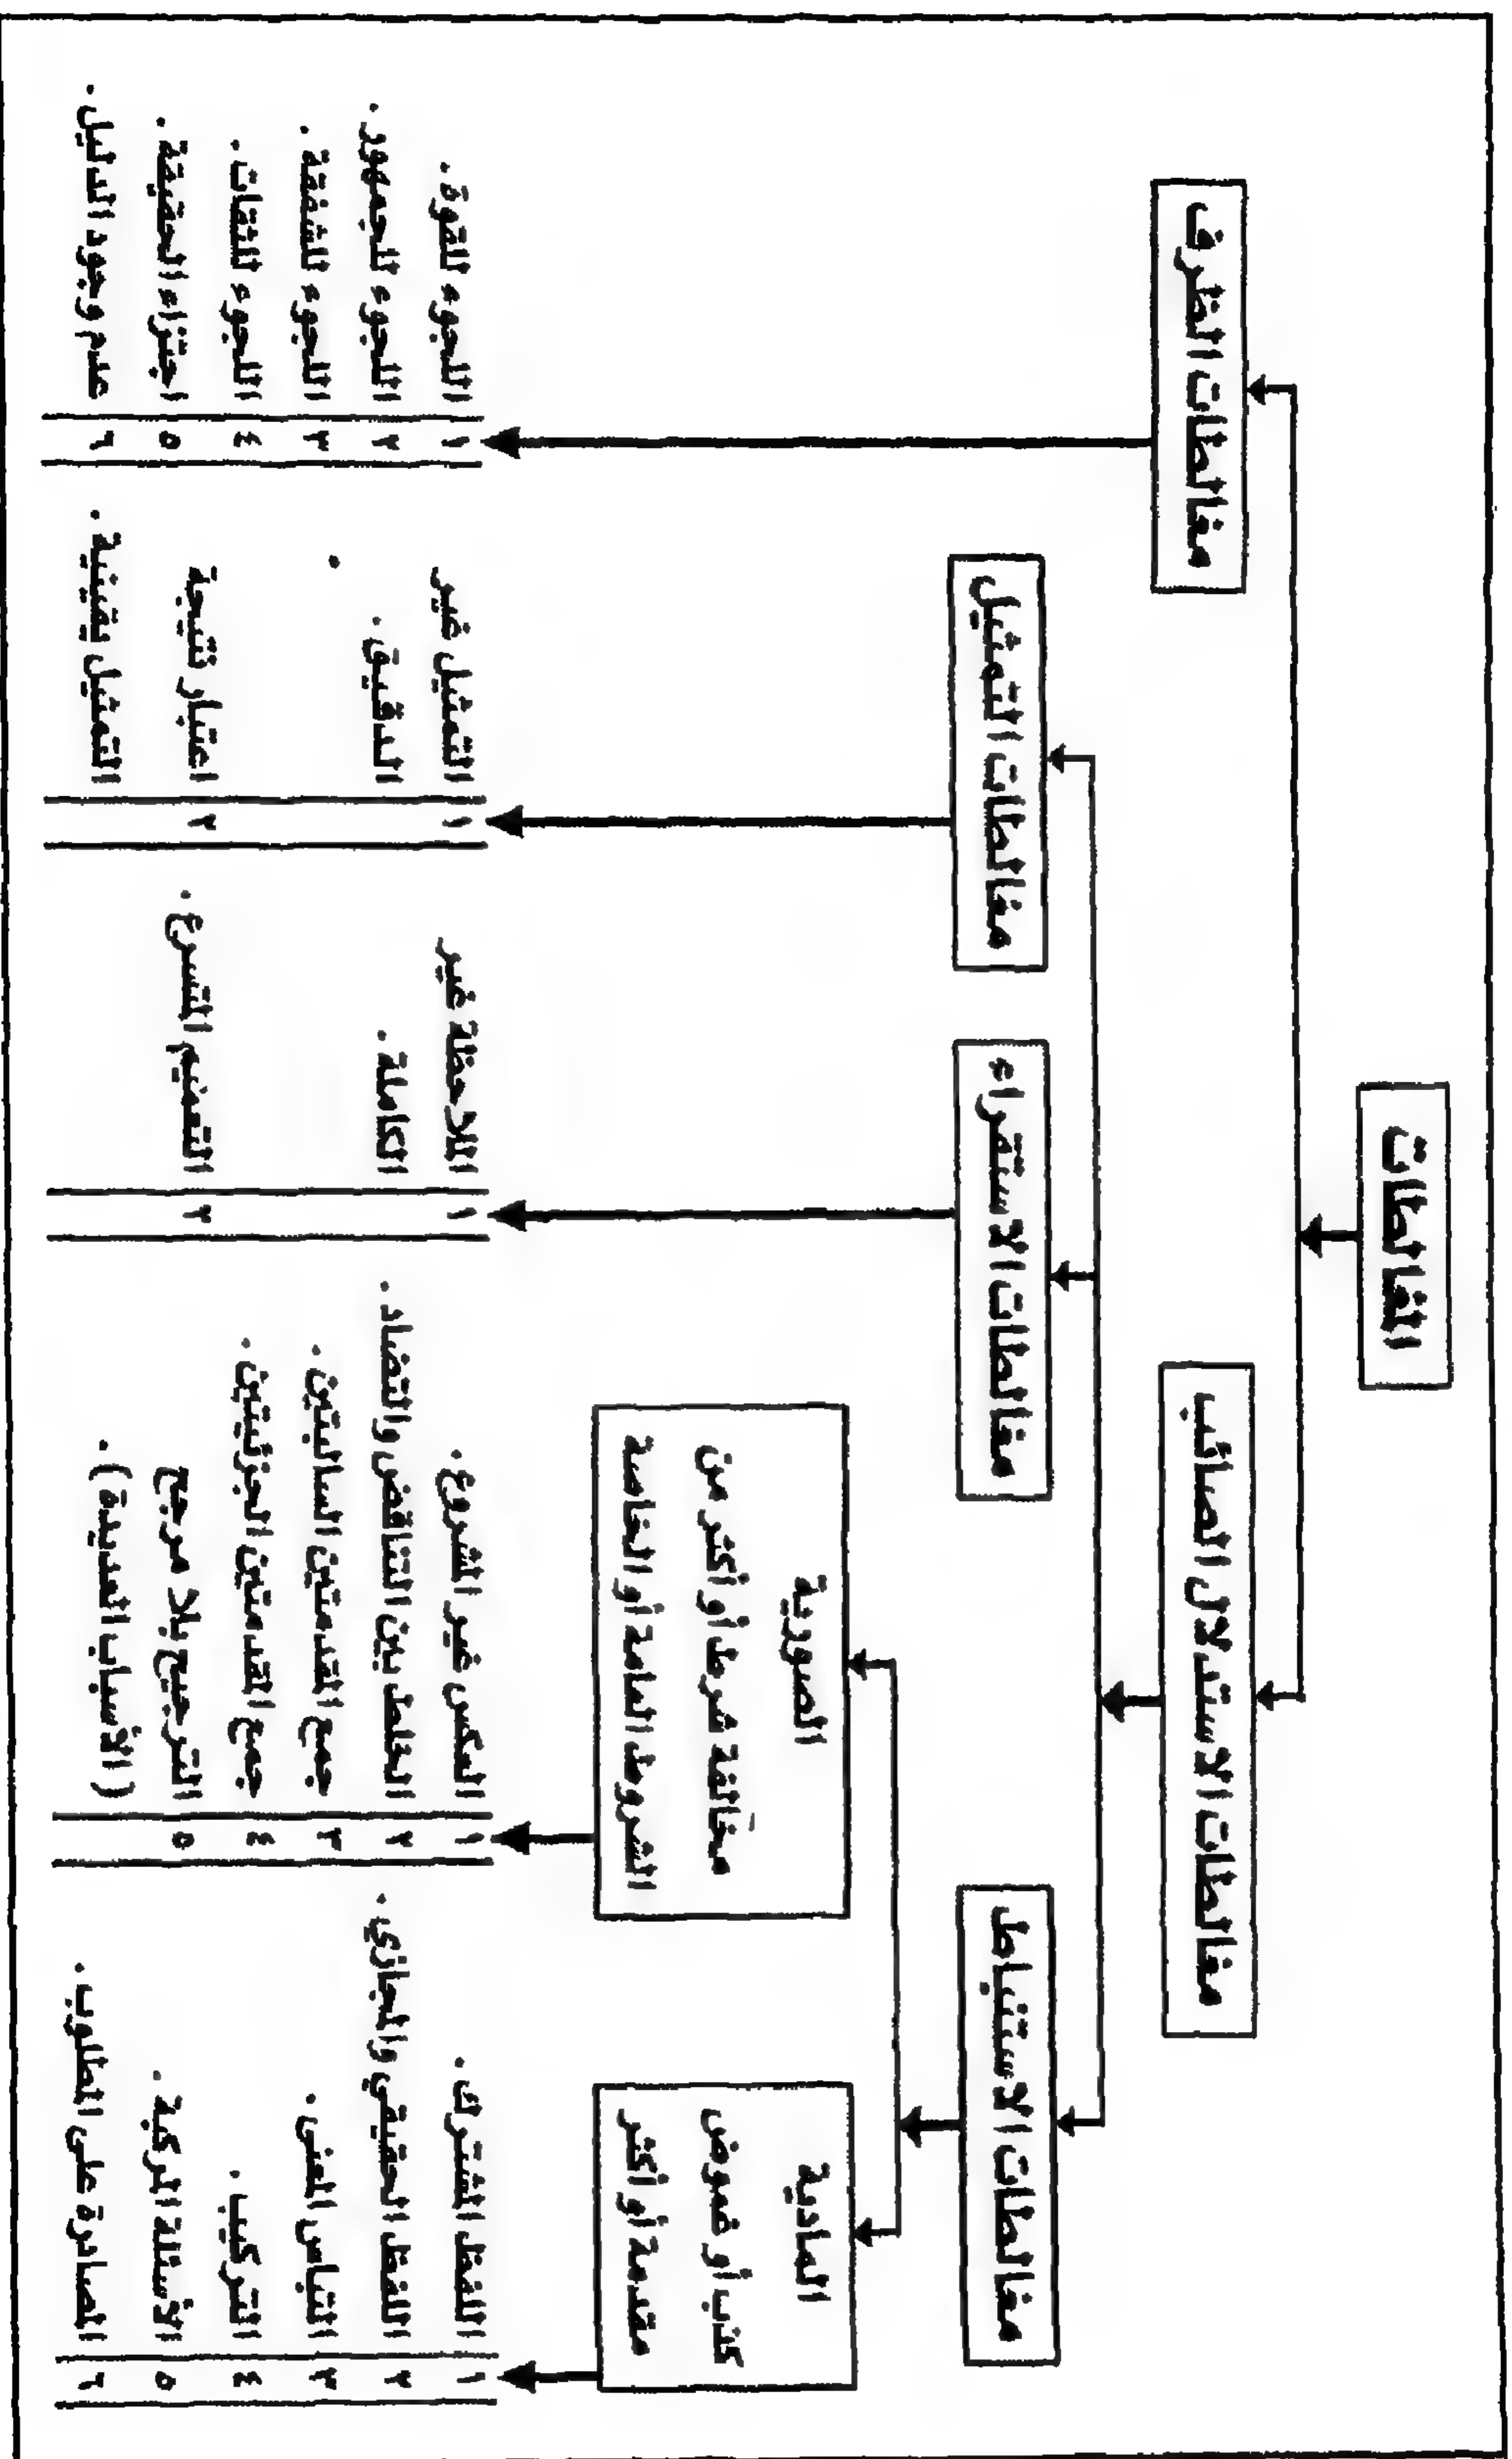 المغالطات
مغالطات الاستدلال الصائب
مغالطات الظرف
مغالطات الاستنباط
مغالطات الاستقراء
مغالطات التمثيل
المادية
كذب أو غموض
مقدمة أو أكثر
الصورية
مخالفة شرط أو أكثر من
الشروط العامة أو الخاصة
١ اللفظ المشترك.
٢ اللفظ الحقيقي والمجازي.
٣ التباس المعنى.
٤ التركيب.
٥ الأسئلة المركبة.
٦ المصادرة على المطلوب.
١ العكس غير المشروع.
٢ الخلط بين التناقض والتضاد.
٣ جمع المقدمتين السالبتين.
٤ جمع المقدمتين الجزئيتين.
٥ الترجيح بلا مرجح
(الأسباب العديدة).
١ الملاحظة غير
الكاملة.
٢ التعميم المتسرع.
١ التمثيل غير
الدقيق.
٢ اعتبار نتيجة
التمثيل يقينية.
١ اللجوء للقوة.
٢ اللجوء للجمهور.
٣ اللجوء للشفقة.
٤ اللجوء للثقات.
٥ اجتزاء الحقيقة.
٦ عدم وجود الدليل.